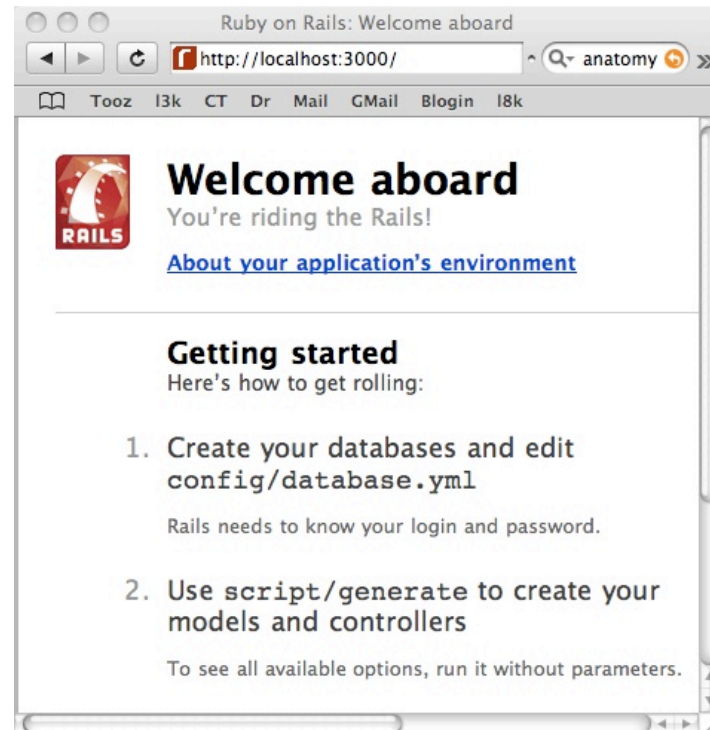 Ruby on Rails: Welcome aboard
http://localhost:3000/
anatomy
Tooz l3k CT Dr Mail GMail Blogin l8k
RAILS
Welcome aboard
You're riding the Rails!
About your application's environment
Getting started
Here's how to get rolling:
1. Create your databases and edit
config/database.yml
Rails needs to know your login and password.
2. Use script/generate to create your
models and controllers
To see all available options, run it without parameters.